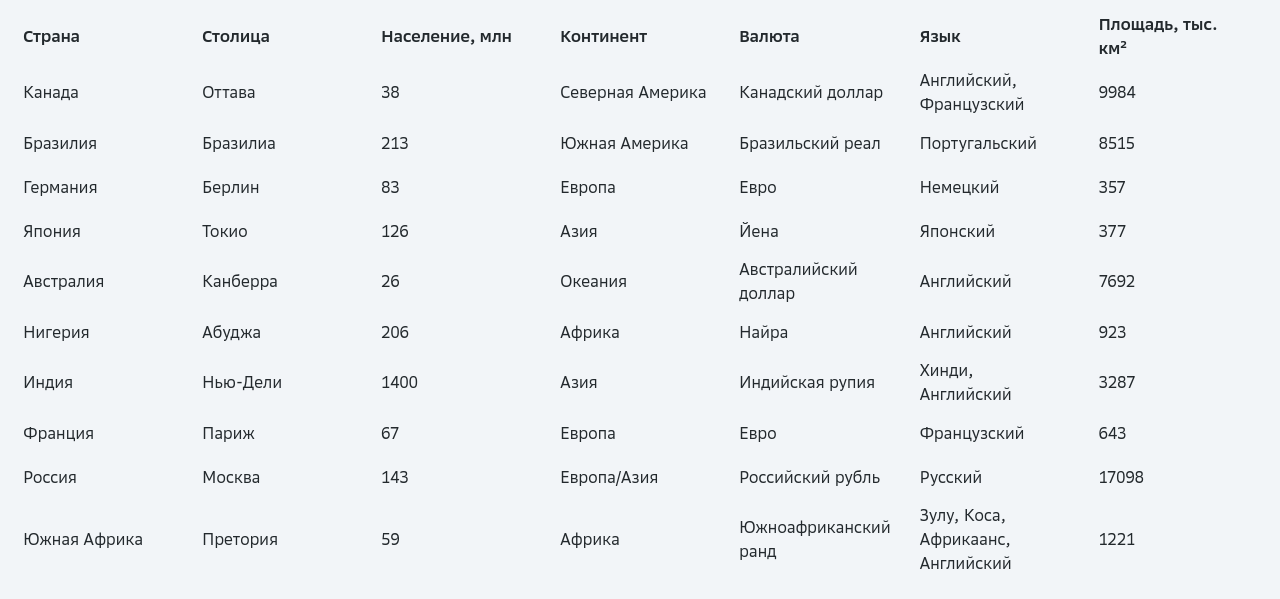 Страна Столица Население, млн Континент Валюта Язык Площадь, тыс.
км²
Канада Оттава 38 Северная Америка Канадский доллар Английский,
Французский 9984
Бразилия Бразилиа 213 Южная Америка Бразильский реал Португальский 8515
Германия Берлин 83 Европа Евро Немецкий 357
Япония Токио 126 Азия Йена Японский 377
Австралия Канберра 26 Океания Австралийский
доллар Английский 7692
Нигерия Абуджа 206 Африка Найра Английский 923
Индия Нью-Дели 1400 Азия Индийская рупия Хинди,
Английский 3287
Франция Париж 67 Европа Евро Французский 643
Россия Москва 143 Европа/Азия Российский рубль Русский 17098
Южная Африка Претория 59 Африка Южноафриканский
ранд Зулу, Коса,
Африкаанс,
Английский 1221